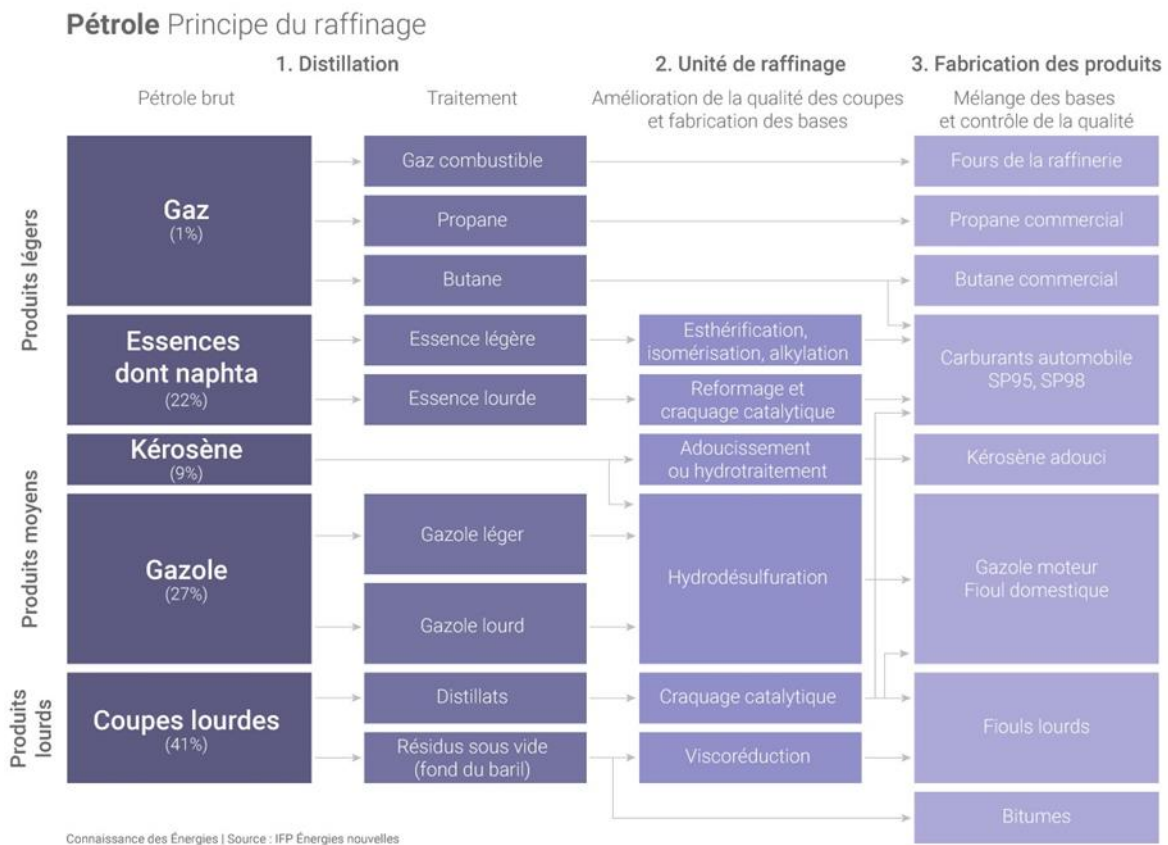 Pétrole Principe du raffinage
1. Distillation
2. Unité de raffinage
3. Fabrication des produits
Pétrole brut
Traitement
Amélioration de la qualité des coupes
et fabrication des bases
Mélange des bases
et contrôle de la qualité
Produits légers
Gaz
(1%)
Gaz combustible
Fours de la raffinerie
Propane
Propane commercial
Butane
Butane commercial
Essences
dont naphta
(22%)
Essence légère
Esthérification,
isomérisation, alkylation
Carburants automobile
SP95, SP98
Essence lourde
Reformage et
craquage catalytique
Produits moyens
Kérosène
(9%)
Adoucissement
ou hydrotraitement
Kérosène adouci
Gazole
(27%)
Gazole léger
Gazole lourd
Hydrodésulfuration
Gazole moteur
Fioul domestique
Produits
lourds
Coupes lourdes
(41%)
Distillats
Craquage catalytique
Fiouls lourds
Résidus sous vide
(fond du baril)
Viscoréduction
Bitumes
Connaissance des Énergies | Source : IFP Énergies nouvelles